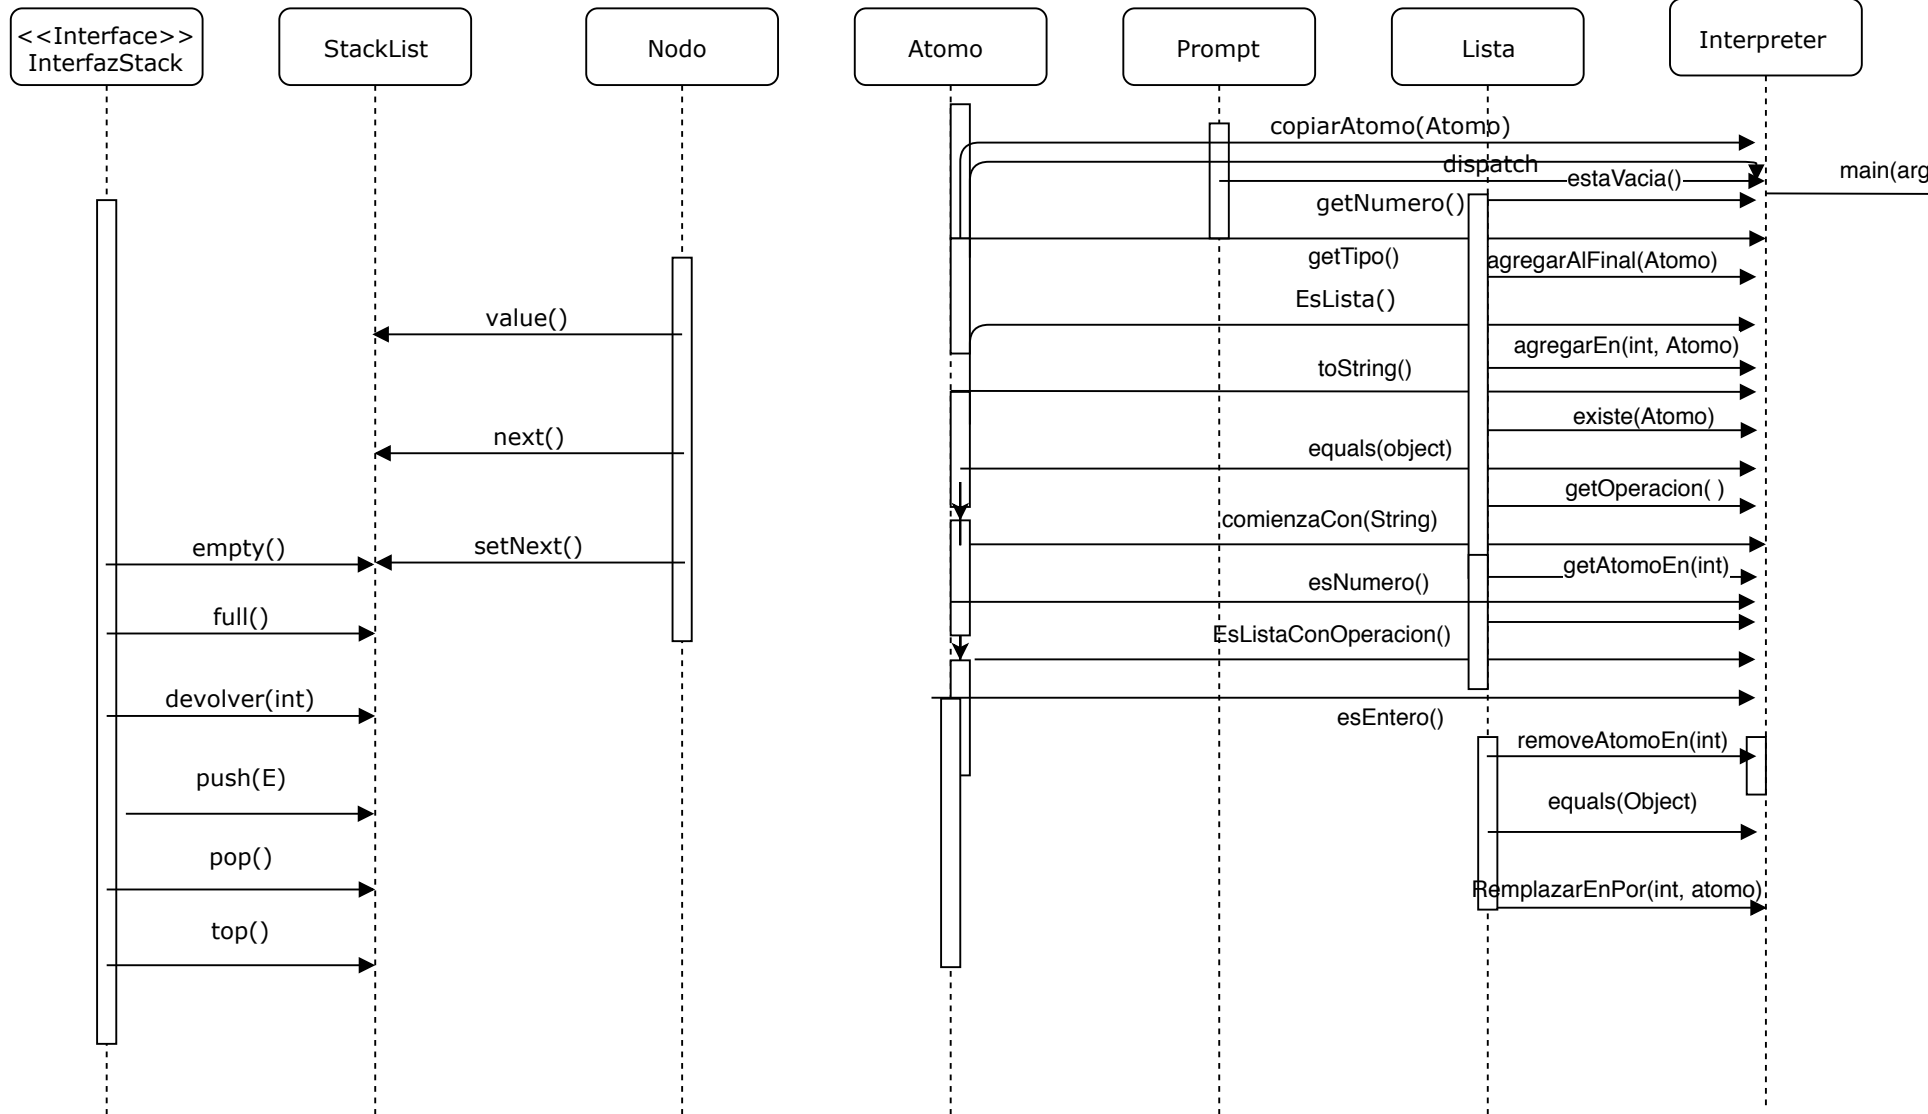 <<Interface>>
InterfazStack
StackList
Nodo
Atomo
Prompt
Lista
Interpreter
copiarAtomo(Atomo)
dispatch
main(arg
estaVacia()
getNumero()
getTipo()
agregarAlFinal(Atomo)
EsLista()
value()
agregarEn(int, Atomo)
toString()
existe(Atomo)
next()
equals(object)
getOperacion( )
comienzaCon(String)
empty()
setNext()
getAtomoEn(int)
esNumero()
full()
EsListaConOperacion()
devolver(int)
esEntero()
removeAtomoEn(int)
push(E)
equals(Object)
pop()
RemplazarEnPor(int, atomo)
top()